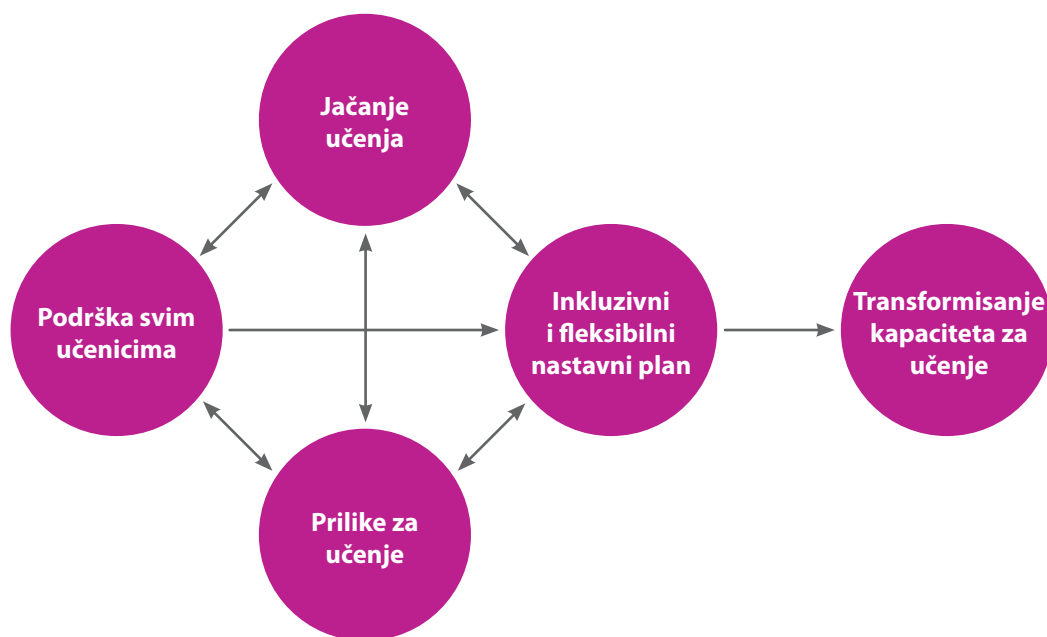 Jačanje
učenja
Podrška svim
učenicima
Inkluzivni
i fleksibilni
nastavni plan
Transformisanje
kapaciteta za
učenje
Prilike za
učenje